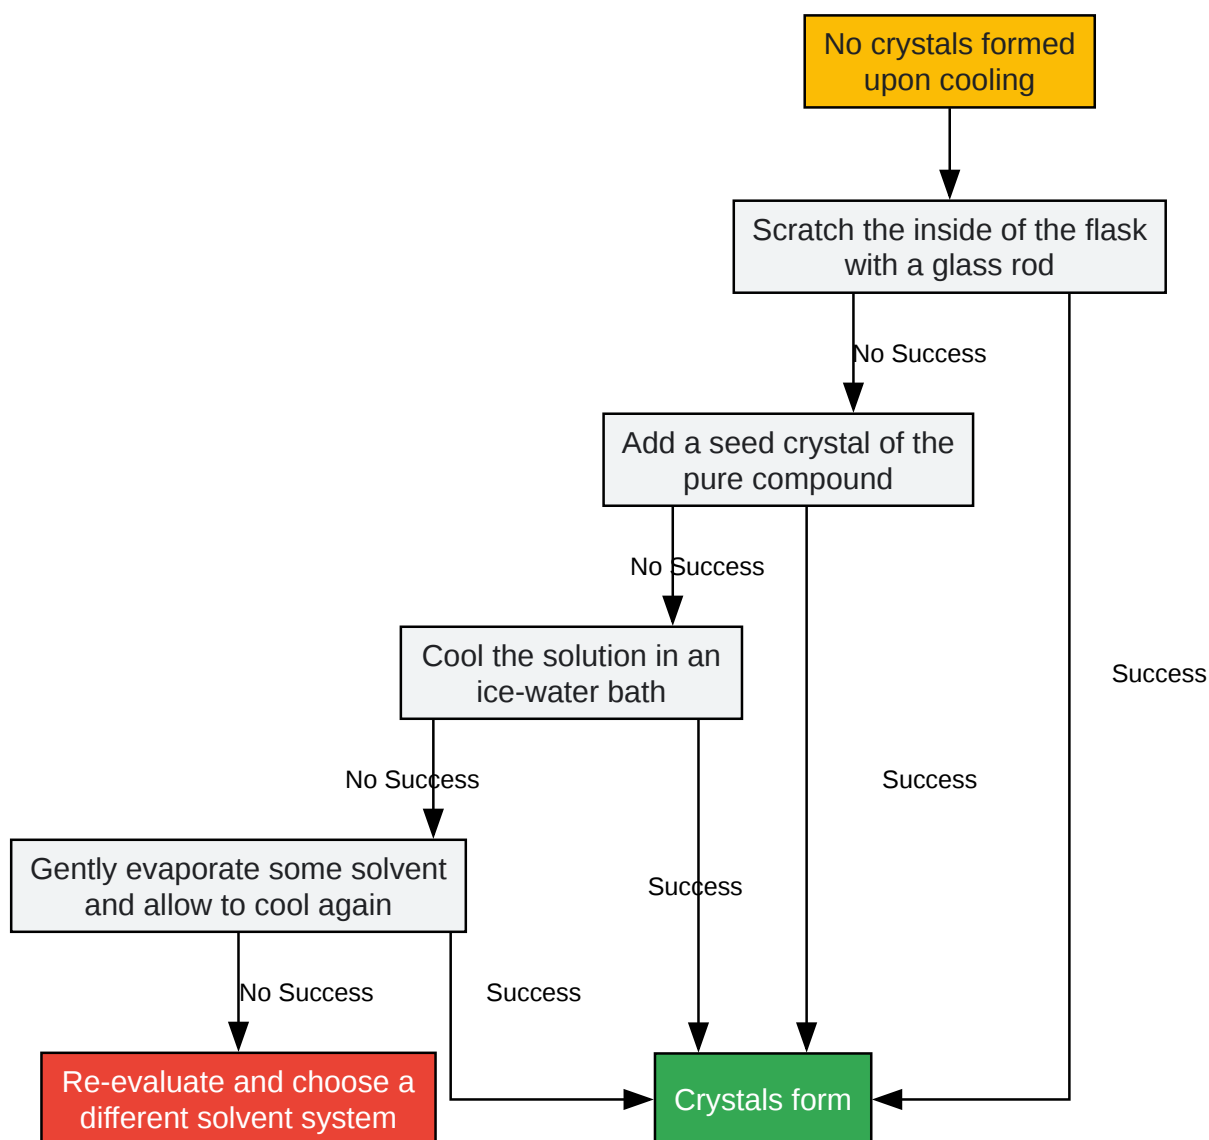 No crystals formed
upon cooling
Scratch the inside of the flask
with a glass rod
No Success
Add a seed crystal of the
pure compound
No Success
Cool the solution in an
ice-water bath
Success
No Success
Success
Gently evaporate some solvent
and allow to cool again
Success
No Success
Success
Re-evaluate and choose a
different solvent system
Crystals form